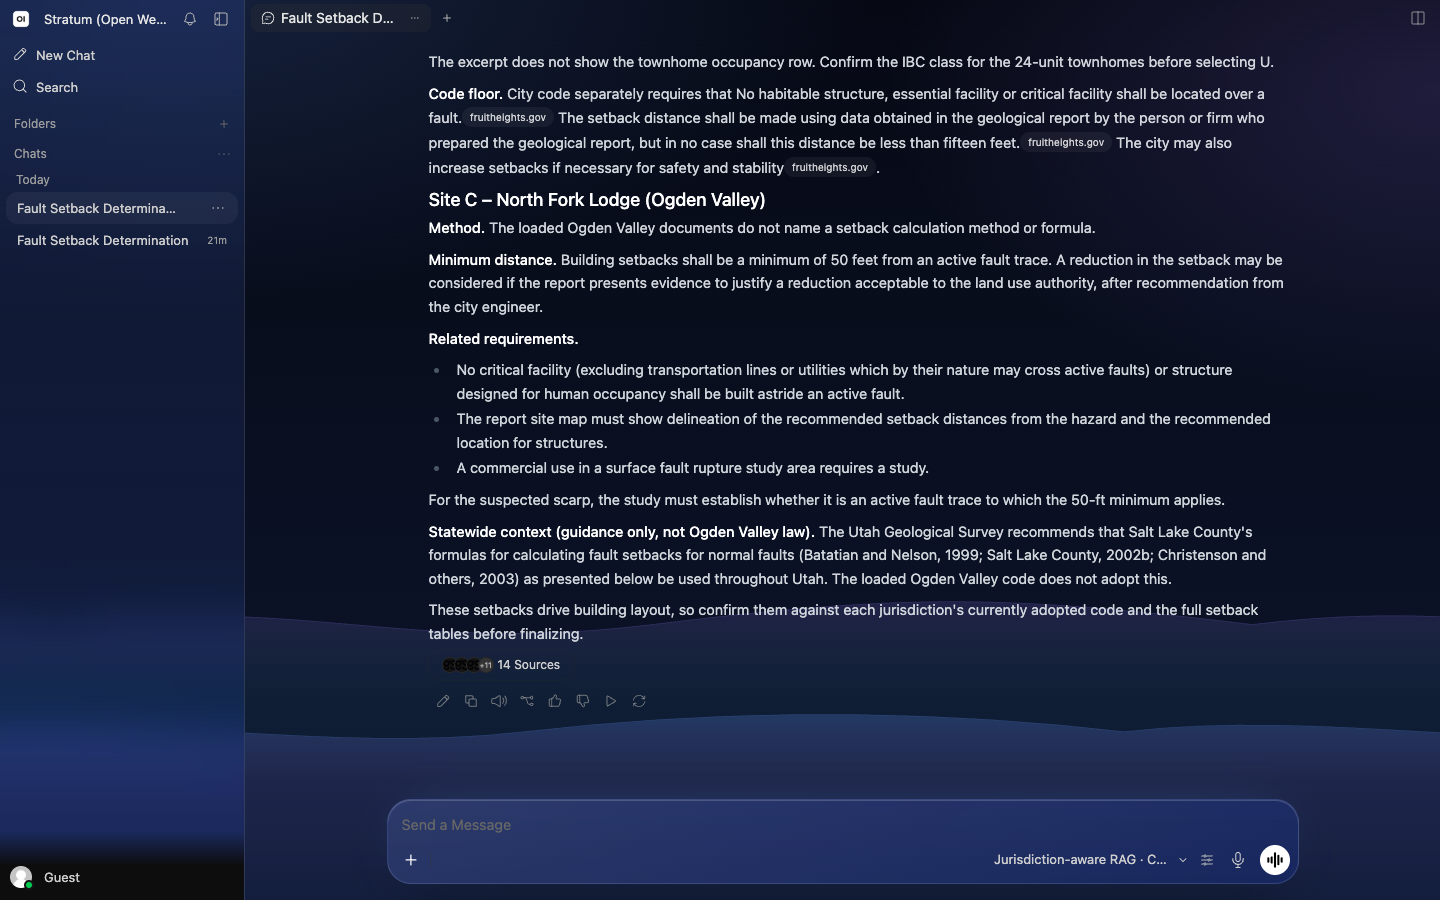 OI Stratum (Open We...
New Chat
Search
Folders
Chats
Today
Fault Setback Determina...
Fault Setback Determination 21m
Guest
Fault Setback D...
The excerpt does not show the townhome occupancy row. Confirm the IBC class for the 24-unit townhomes before selecting U.
Code floor. City code separately requires that No habitable structure, essential facility or critical facility shall be located over a
fault. fruitheights.gov The setback distance shall be made using data obtained in the geological report by the person or firm who
prepared the geological report, but in no case shall this distance be less than fifteen feet. fruitheights.gov The city may also
increase setbacks if necessary for safety and stability fruitheights.gov .
Site C – North Fork Lodge (Ogden Valley)
Method. The loaded Ogden Valley documents do not name a setback calculation method or formula.
Minimum distance. Building setbacks shall be a minimum of 50 feet from an active fault trace. A reduction in the setback may be
considered if the report presents evidence to justify a reduction acceptable to the land use authority, after recommendation from
the city engineer.
Related requirements.
No critical facility (excluding transportation lines or utilities which by their nature may cross active faults) or structure
designed for human occupancy shall be built astride an active fault.
The report site map must show delineation of the recommended setback distances from the hazard and the recommended
location for structures.
A commercial use in a surface fault rupture study area requires a study.
For the suspected scarp, the study must establish whether it is an active fault trace to which the 50-ft minimum applies.
Statewide context (guidance only, not Ogden Valley law). The Utah Geological Survey recommends that Salt Lake County's
formulas for calculating fault setbacks for normal faults (Batatian and Nelson, 1999; Salt Lake County, 2002b; Christenson and
others, 2003) as presented below be used throughout Utah. The loaded Ogden Valley code does not adopt this.
These setbacks drive building layout, so confirm them against each jurisdiction's currently adopted code and the full setback
tables before finalizing.
+11 14 Sources
Send a Message
Jurisdiction-aware RAG · C...